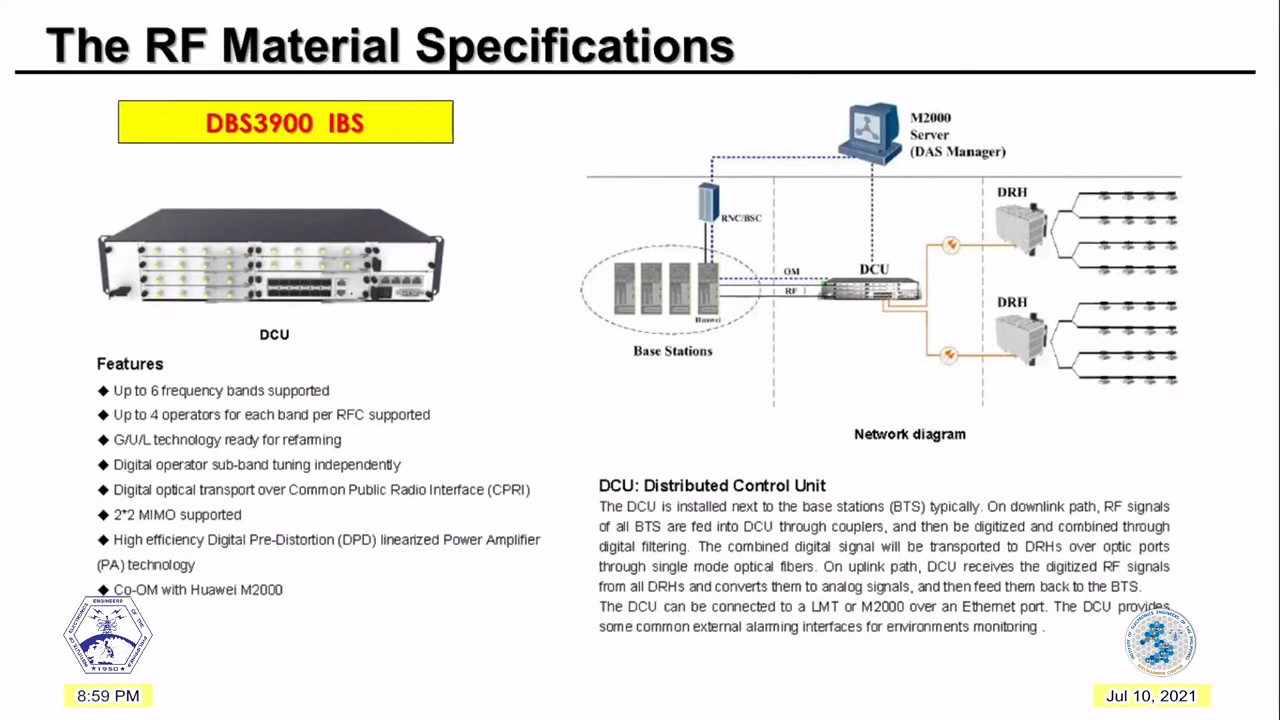 The RF Material Specifications
DBS3900 IBS
M2000
Server
(DAS Manager)
RNC/BSC
DRH
OM
DCU
RF
Huawei
DRH
Base Stations
DCU
Network diagram
Features
◆ Up to 6 frequency bands supported
◆ Up to 4 operators for each band per RFC supported
◆ G/U/L technology ready for refarming
◆ Digital operator sub-band tuning independently
◆ Digital optical transport over Common Public Radio Interface (CPRI)
◆ 2*2 MIMO supported
◆ High efficiency Digital Pre-Distortion (DPD) linearized Power Amplifier
(PA) technology
◆ Co-OM with Huawei M2000
DCU: Distributed Control Unit
The DCU is installed next to the base stations (BTS) typically. On downlink path, RF signals
of all BTS are fed into DCU through couplers, and then be digitized and combined through
digital filtering. The combined digital signal will be transported to DRHs over optic ports
through single mode optical fibers. On uplink path, DCU receives the digitized RF signals
from all DRHs and converts them to analog signals, and then feed them back to the BTS.
The DCU can be connected to a LMT or M2000 over an Ethernet port. The DCU provides
some common external alarming interfaces for environments monitoring .
1950
8:59 PM
Jul 10, 2021